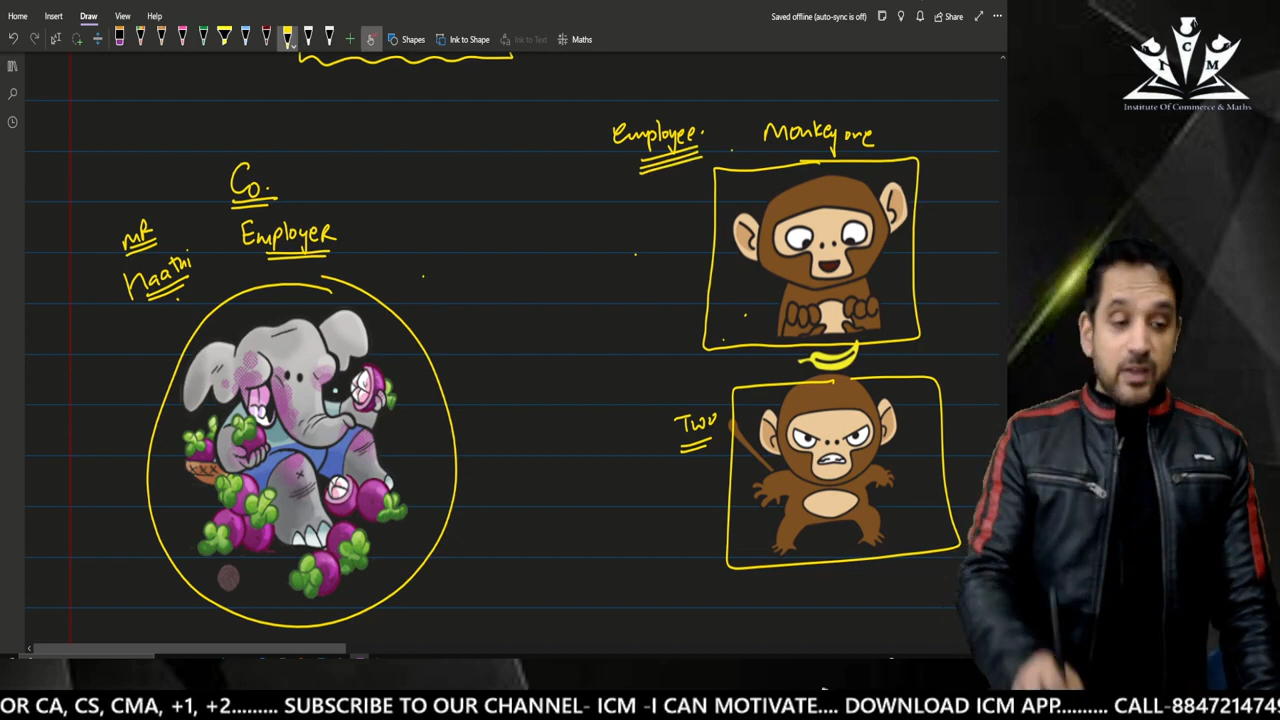 Home Insert Draw View Help
Saved offline (auto-sync is off) Share
Shapes Ink to Shape Ink to Text Maths
N C M
Institute Of Commerce & Maths
Employee. Monkey one
Co.
MR Employer
Haathi
Two
OR CA, CS, CMA, +1, +2......... SUBSCRIBE TO OUR CHANNEL- ICM -I CAN MOTIVATE.... DOWNLOAD ICM APP......... CALL-884721474